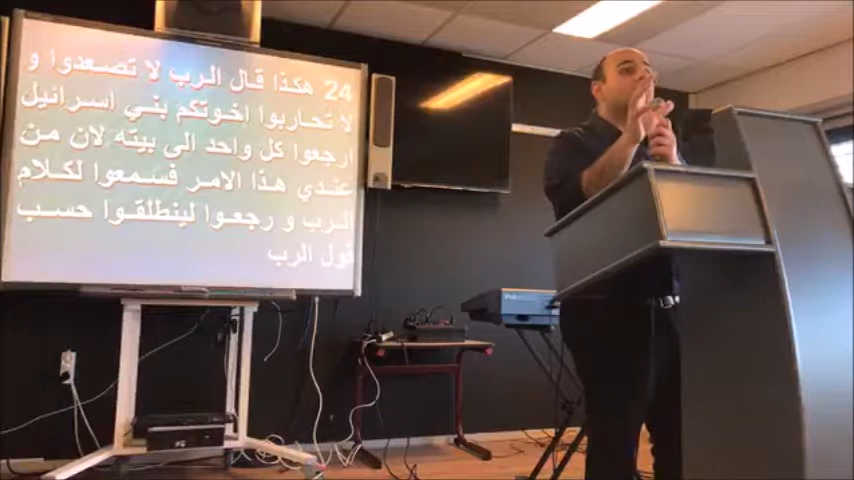 24 هكذا قال الرب لا تصعدوا و
لا تحاربوا اخوتكم بني اسرائيل
ارجعوا كل واحد الى بيته لان من
عندي هذا الامر فسمعوا لكلام
الرب و رجعوا لينطلقوا حسب
قول الرب